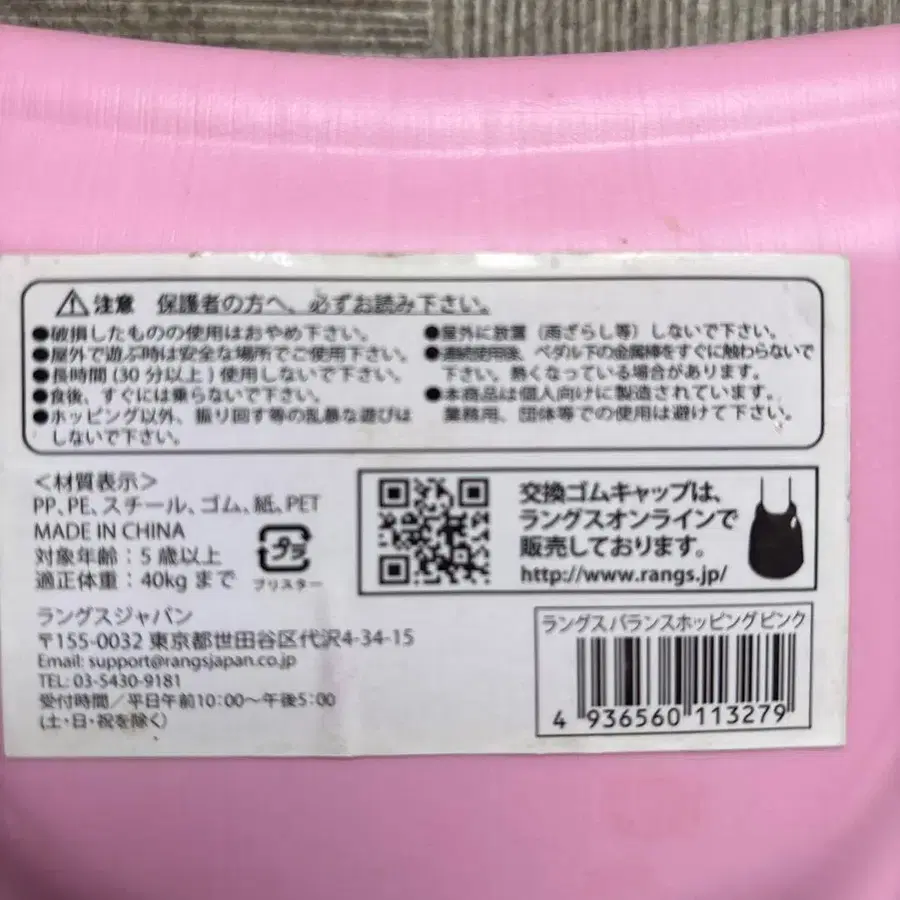 注意 保護者の方へ、必ずお読み下さい。
●破損したものの使用はおやめ下さい。
●屋外で遊ぶ時は安全な場所でご使用下さい。
●長時間(30分以上)使用しないで下さい。
●食後、すぐには乗らないで下さい。
●ホッピング以外、振り回す等の乱暴な遊びは
しないで下さい。
●屋外に放置（雨ざらし等）しないで下さい。
●連続使用後、ペダル下の金属棒をすぐに触わらないで
下さい。熱くなっている場合があります。
●本商品は個人向けに製造されています。
業務用、団体等での使用は避けて下さい。
＜材質表示＞
PP、PE、スチール、ゴム、紙、PET
MADE IN CHINA
対象年齢：5歳以上
適正体重：40kgまで
プラ
ブリスター
交換ゴムキャップは、
ラングスオンラインで
販売しております。
http://www.rangs.jp/
ラングスジャパン
〒155-0032 東京都世田谷区代沢4-34-15
Email: support@rangsjapan.co.jp
TEL: 03-5430-9181
受付時間／平日午前10:00～午後5:00
(土・日・祝を除く)
ラングス バランスホッピング ピンク
4 936560 113279